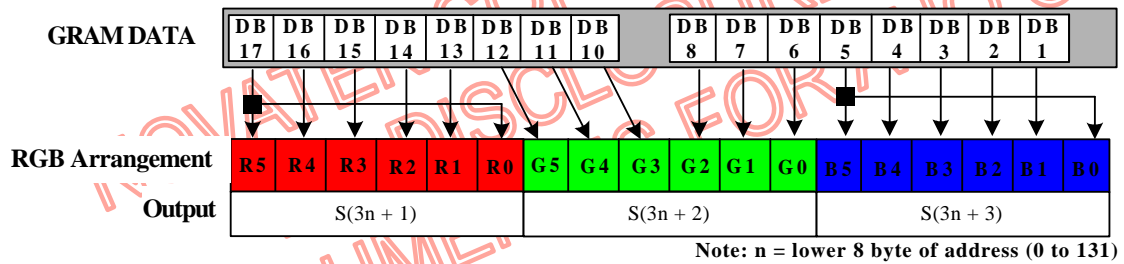 GRAM DATA DB 17 DB 16 DB 15 DB 14 DB 13 DB 12 DB 11 DB 10 DB 8 DB 7 DB 6 DB 5 DB 4 DB 3 DB 2 DB 1
RGB Arrangement R5 R4 R3 R2 R1 R0 G5 G4 G3 G2 G1 G0 B5 B4 B3 B2 B1 B0
Output S(3n + 1) S(3n + 2) S(3n + 3)
Note: n = lower 8 byte of address (0 to 131)